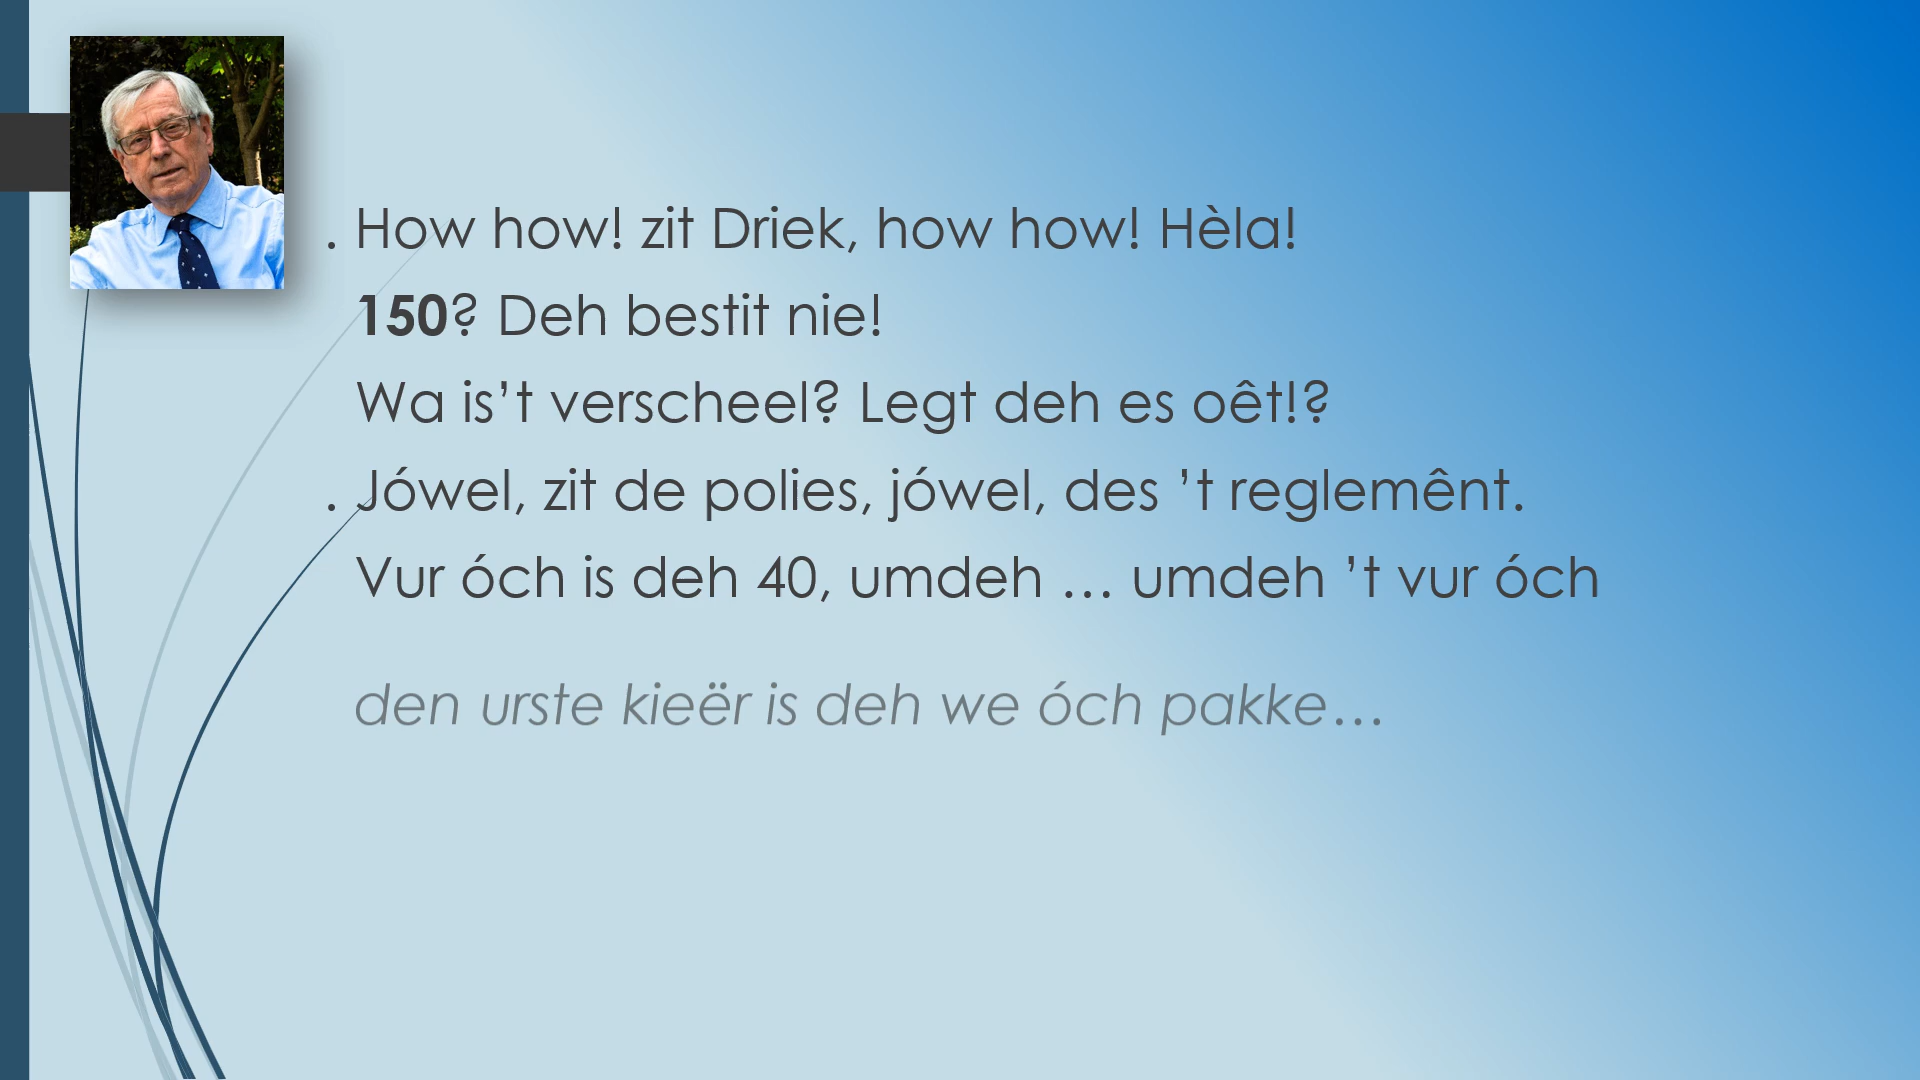 . How how! zit Driek, how how! Hèla!
150? Deh bestit nie!
Wa is’t verscheel? Legt deh es oêt!?
. Jówel, zit de polies, jówel, des ’t reglemênt.
Vur óch is deh 40, umdeh … umdeh ’t vur óch
den urste kieër is deh we óch pakke…